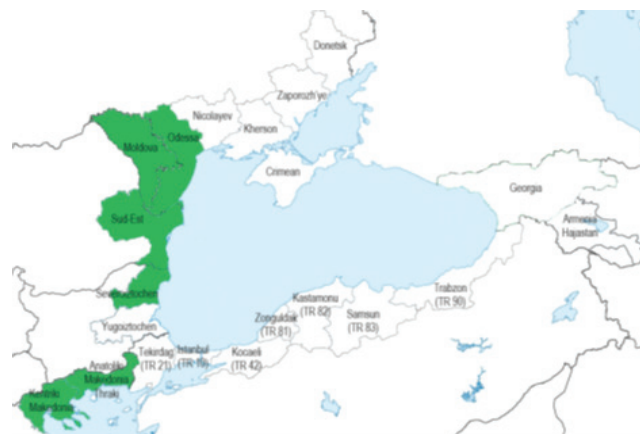 Donetsk
Zaporozh'ye
Nicolayev
Kherson
Odessa
Moldova
Crimean
Georgia
Armenia
Hajastan
Sud-Est
Severoiztochen
Yugoiztochen
Trabzon
(TR 90)
Kastamonu
(TR 82)
Samsun
(TR 83)
Zonguldak
(TR 81)
Tekirdag
(TR 21)
Istanbul
(TR 10)
Kocaeli
(TR 42)
Anatoliki
Makedonia
Thraki
Kentriki
Makedonia